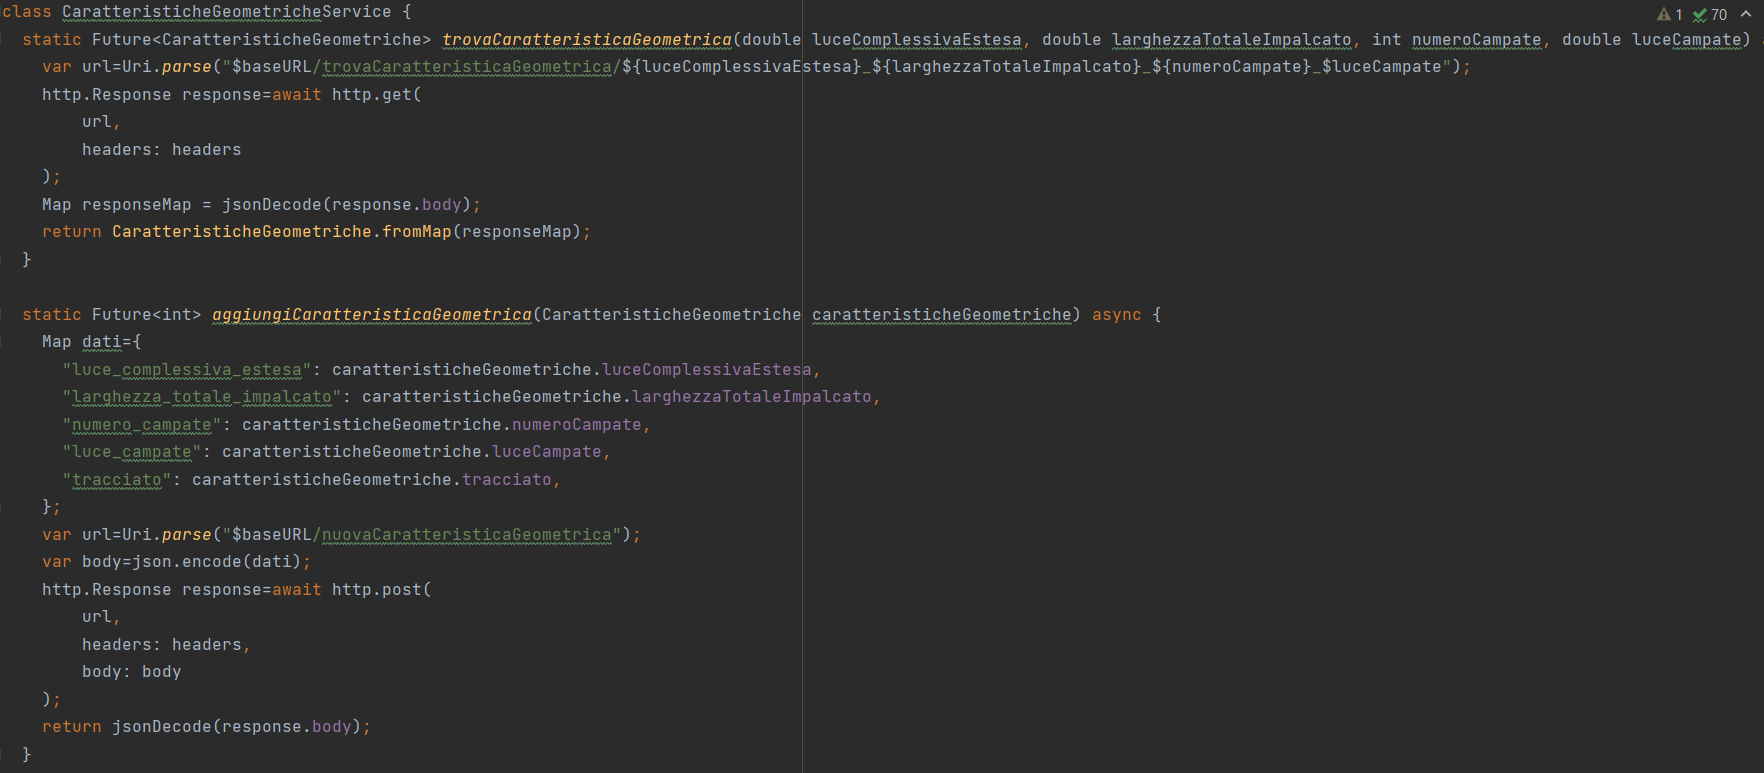 class CaratteristicheGeometricheService {
1 70
static Future<CaratteristicheGeometriche> trovaCaratteristicaGeometrica(double luceComplessivaEstesa, double larghezzaTotaleImpalcato, int numeroCampate, double luceCampate)
var url=Uri.parse("$baseURL/trovaCaratteristicaGeometrica/${luceComplessivaEstesa}_${larghezzaTotaleImpalcato}_${numeroCampate}_$luceCampate");
http.Response response=await http.get(
url,
headers: headers
);
Map responseMap = jsonDecode(response.body);
return CaratteristicheGeometriche.fromMap(responseMap);
}
static Future<int> aggiungiCaratteristicaGeometrica(CaratteristicheGeometriche caratteristicheGeometriche) async {
Map dati={
"luce_complessiva_estesa": caratteristicheGeometriche.luceComplessivaEstesa,
"larghezza_totale_impalcato": caratteristicheGeometriche.larghezzaTotaleImpalcato,
"numero_campate": caratteristicheGeometriche.numeroCampate,
"luce_campate": caratteristicheGeometriche.luceCampate,
"tracciato": caratteristicheGeometriche.tracciato,
};
var url=Uri.parse("$baseURL/nuovaCaratteristicaGeometrica");
var body=json.encode(dati);
http.Response response=await http.post(
url,
headers: headers,
body: body
);
return jsonDecode(response.body);
}